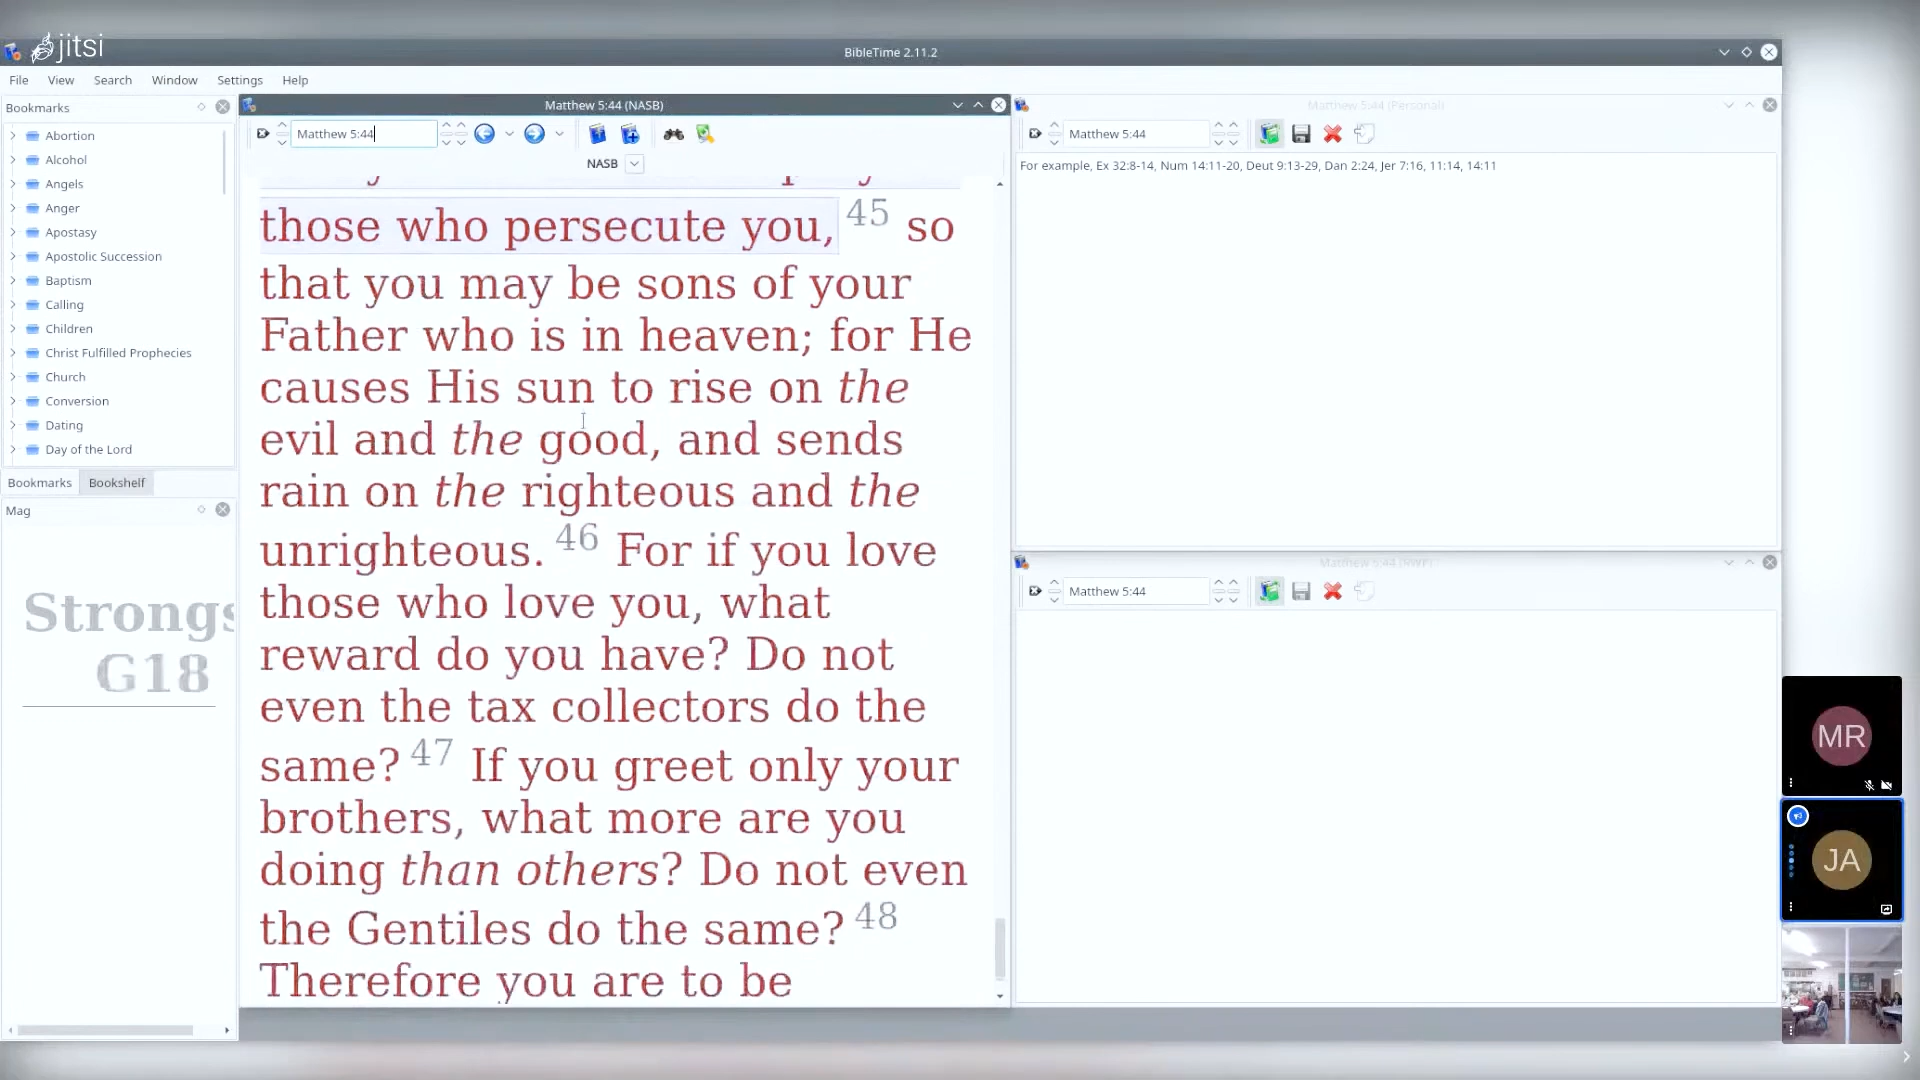 jitsi
BibleTime 2.11.2
File View Search Window Settings Help
Bookmarks
Abortion
Alcohol
Angels
Anger
Apostasy
Apostolic Succession
Baptism
Calling
Children
Christ Fulfilled Prophecies
Church
Conversion
Dating
Day of the Lord
Bookmarks Bookshelf
Mag
Strongs
G18
Matthew 5:44 (NASB)
Matthew 5:44
NASB
those who persecute you, 45 so
that you may be sons of your
Father who is in heaven; for He
causes His sun to rise on the
evil and the good, and sends
rain on the righteous and the
unrighteous. 46 For if you love
those who love you, what
reward do you have? Do not
even the tax collectors do the
same? 47 If you greet only your
brothers, what more are you
doing than others? Do not even
the Gentiles do the same? 48
Therefore you are to be
Matthew 5:44 (Personal)
Matthew 5:44
For example, Ex 32:8-14, Num 14:11-20, Deut 9:13-29, Dan 2:24, Jer 7:16, 11:14, 14:11
Matthew 5:44 (RWP)
Matthew 5:44
MR
JA